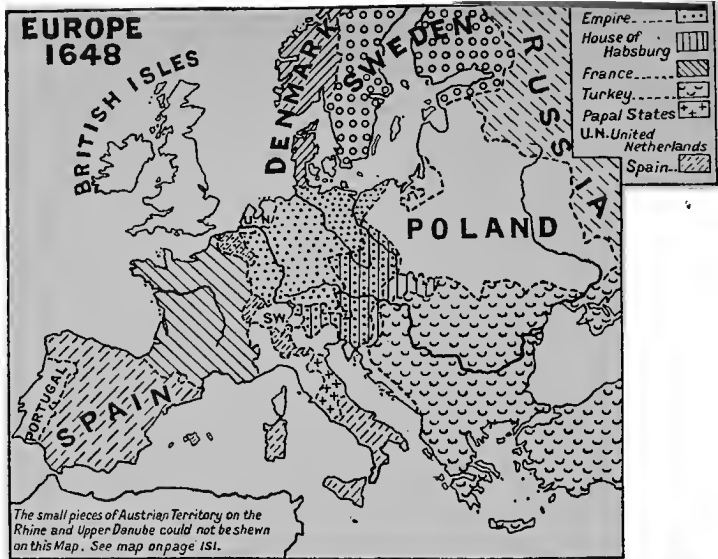 EUROPE
1648
Empire
House of
Habsburg
France
Turkey
Papal States
U.N. United
Netherlands
Spain
BRITISH ISLES
DENMARK
SWEDEN
RUSSIA
U.N.
POLAND
SW.
PORTUGAL
SPAIN
The small pieces of Austrian Territory on the
Rhine and Upper Danube could not be shewn
on this Map. See map on page 151.